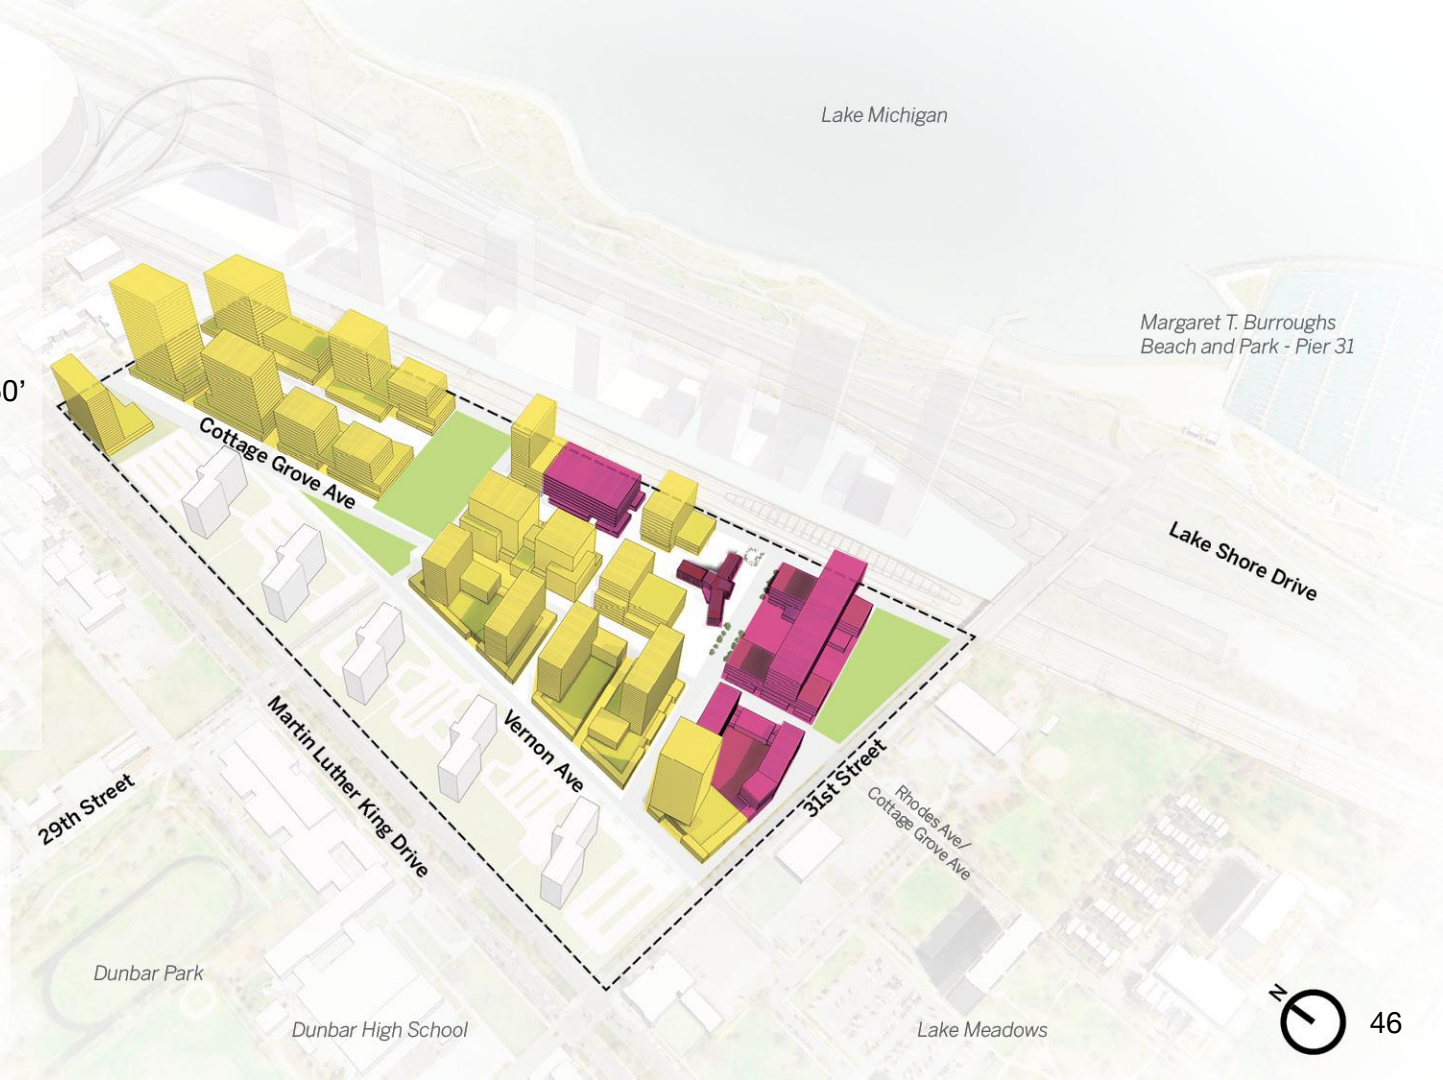 Lake Michigan
Margaret T. Burroughs
Beach and Park - Pier 31
0'
Cottage Grove Ave
Lake Shore Drive
Vernon Ave
Martin Luther King Drive
29th Street
31st Street
Rhodes Ave/
Cottage Grove Ave
Dunbar Park
Dunbar High School
Lake Meadows
N
46